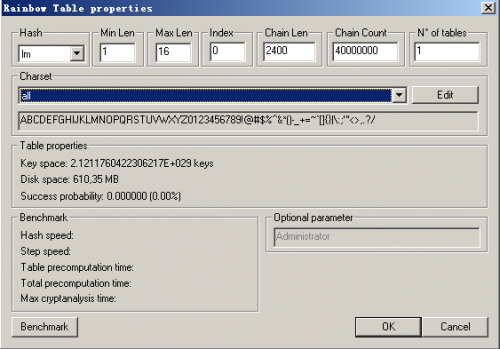 Rainbow Table properties
Hash Min Len Max Len Index Chain Len Chain Count N° of tables
lm 1 16 0 2400 40000000 1
Charset
all Edit
ABCDEFGHIJKLMNOPQRSTUVWXYZ0123456789!@#$%^&*()-_+=~`[]{}|\:;'"<>,.?/
Table properties
Key space: 2.1211760422306217E+029 keys
Disk space: 610,35 MB
Success probability: 0.000000 (0.00%)
Benchmark Optional parameter
Hash speed: Administrator
Step speed:
Table precomputation time:
Total precomputation time:
Max cryptanalysis time:
Benchmark OK Cancel